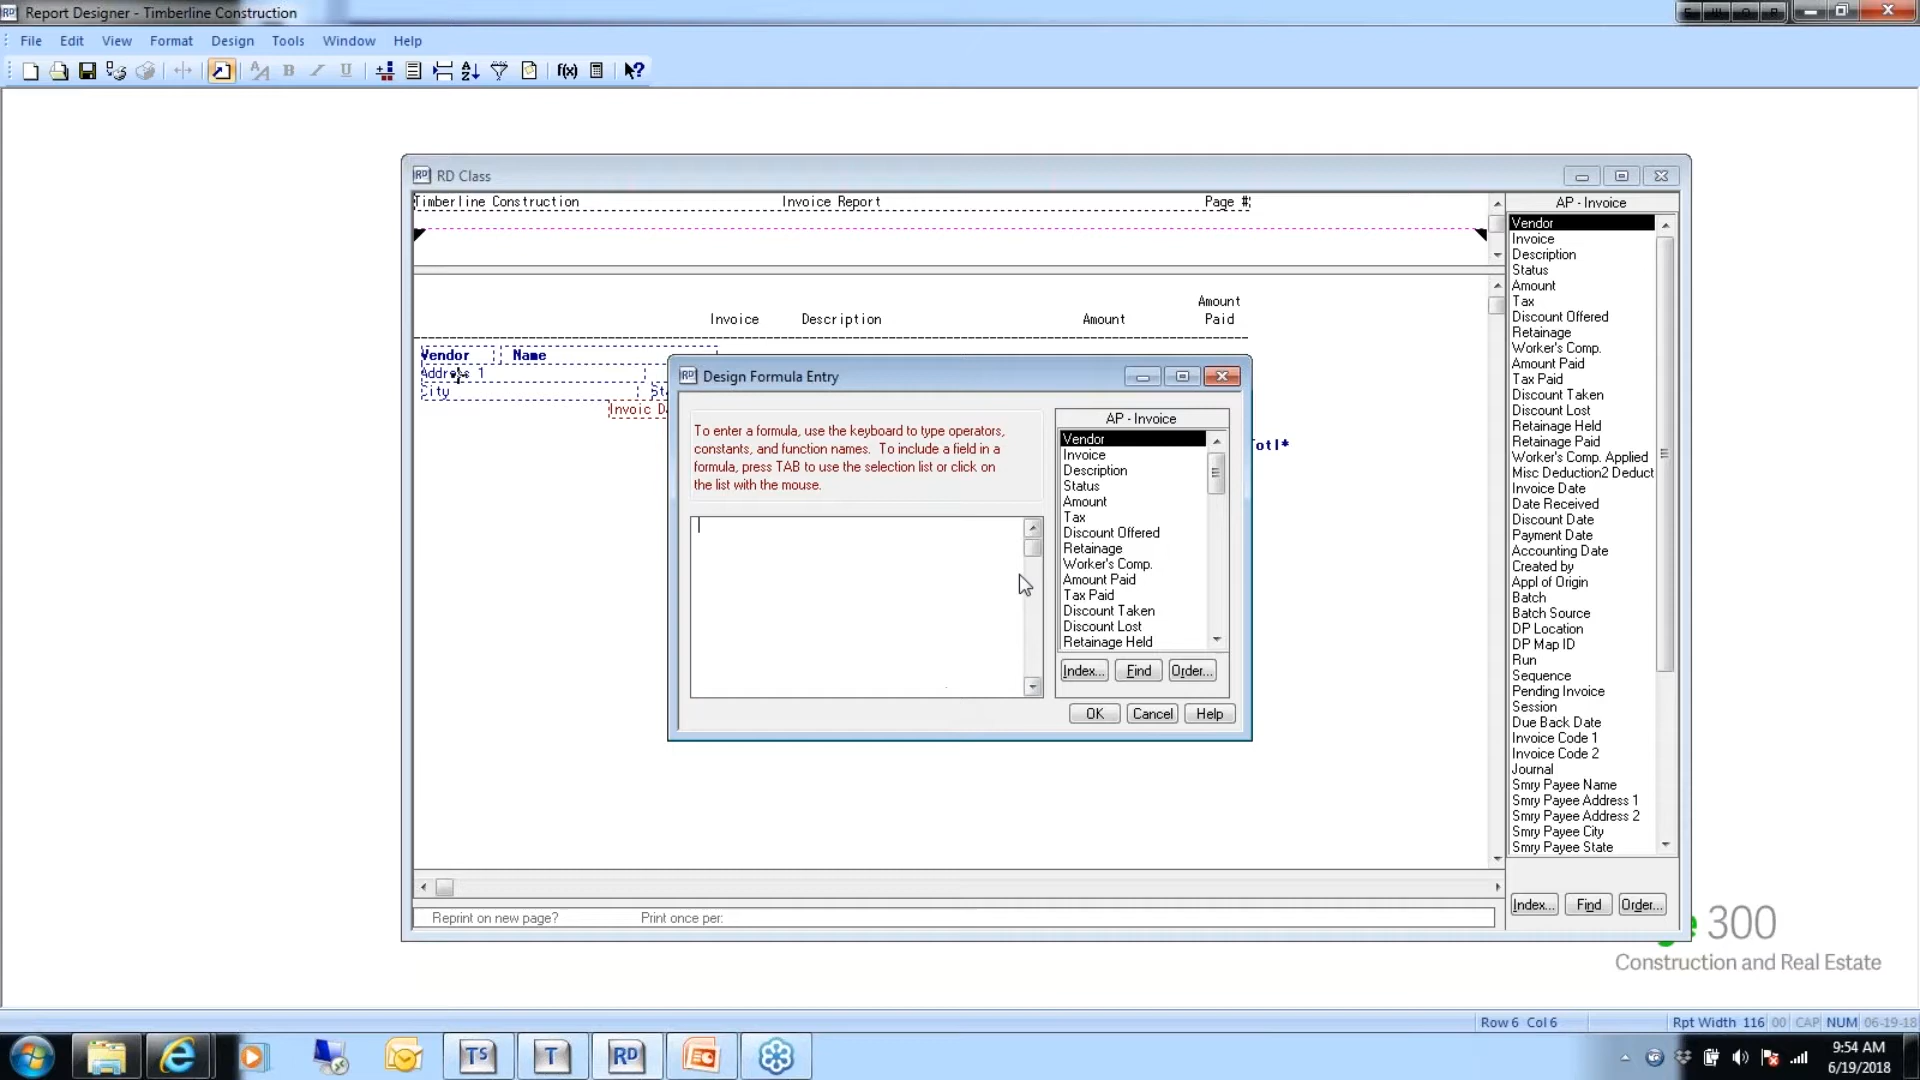 Report Designer - Timberline Construction
File Edit View Format Design Tools Window Help
B I U f(x) ?
RD Class
Timberline Construction Invoice Report Page #
Amount
Invoice Description Amount Paid
Vendor Name
Address 1
City
Invoic
Totl*
Design Formula Entry
To enter a formula, use the keyboard to type operators,
constants, and function names. To include a field in a
formula, press TAB to use the selection list or click on
the list with the mouse.
AP - Invoice
Vendor
Invoice
Description
Status
Amount
Tax
Discount Offered
Retainage
Worker's Comp.
Amount Paid
Tax Paid
Discount Taken
Discount Lost
Retainage Held
Index... Find Order...
OK Cancel Help
AP - Invoice
Vendor
Invoice
Description
Status
Amount
Tax
Discount Offered
Retainage
Worker's Comp.
Amount Paid
Tax Paid
Discount Taken
Discount Lost
Retainage Held
Retainage Paid
Worker's Comp. Applied
Misc Deduction2 Deduct
Invoice Date
Date Received
Discount Date
Payment Date
Accounting Date
Created by
Appl of Origin
Batch
Batch Source
DP Location
DP Map ID
Run
Sequence
Pending Invoice
Session
Due Back Date
Invoice Code 1
Invoice Code 2
Journal
Smry Payee Name
Smry Payee Address 1
Smry Payee Address 2
Smry Payee City
Smry Payee State
Index... Find Order...
Reprint on new page? Print once per:
e 300
Construction and Real Estate
Row 6 Col 6 Rpt Width 116 00 CAP NUM 06-19-18
TS T RD
9:54 AM
6/19/2018